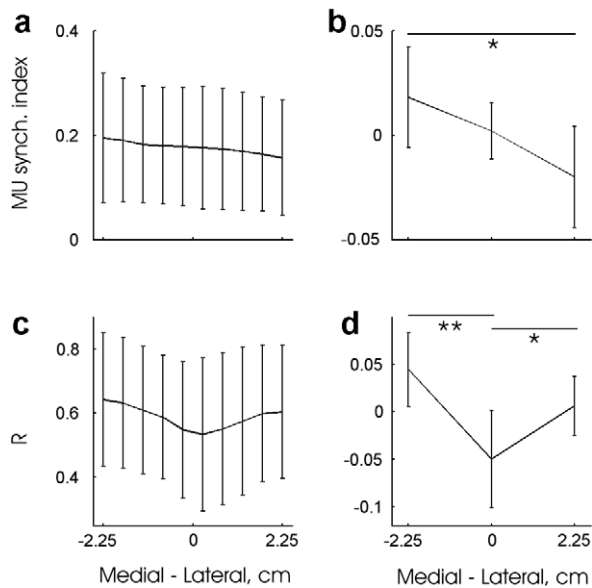 a
0.4
0.2
0
MU synch. index
b
0.05
0
-0.05
*
c
0.8
0.6
0.4
R
-2.25
0
2.25
Medial - Lateral, cm
d
0.05
0
-0.05
-0.1
**
*
-2.25
0
2.25
Medial - Lateral, cm